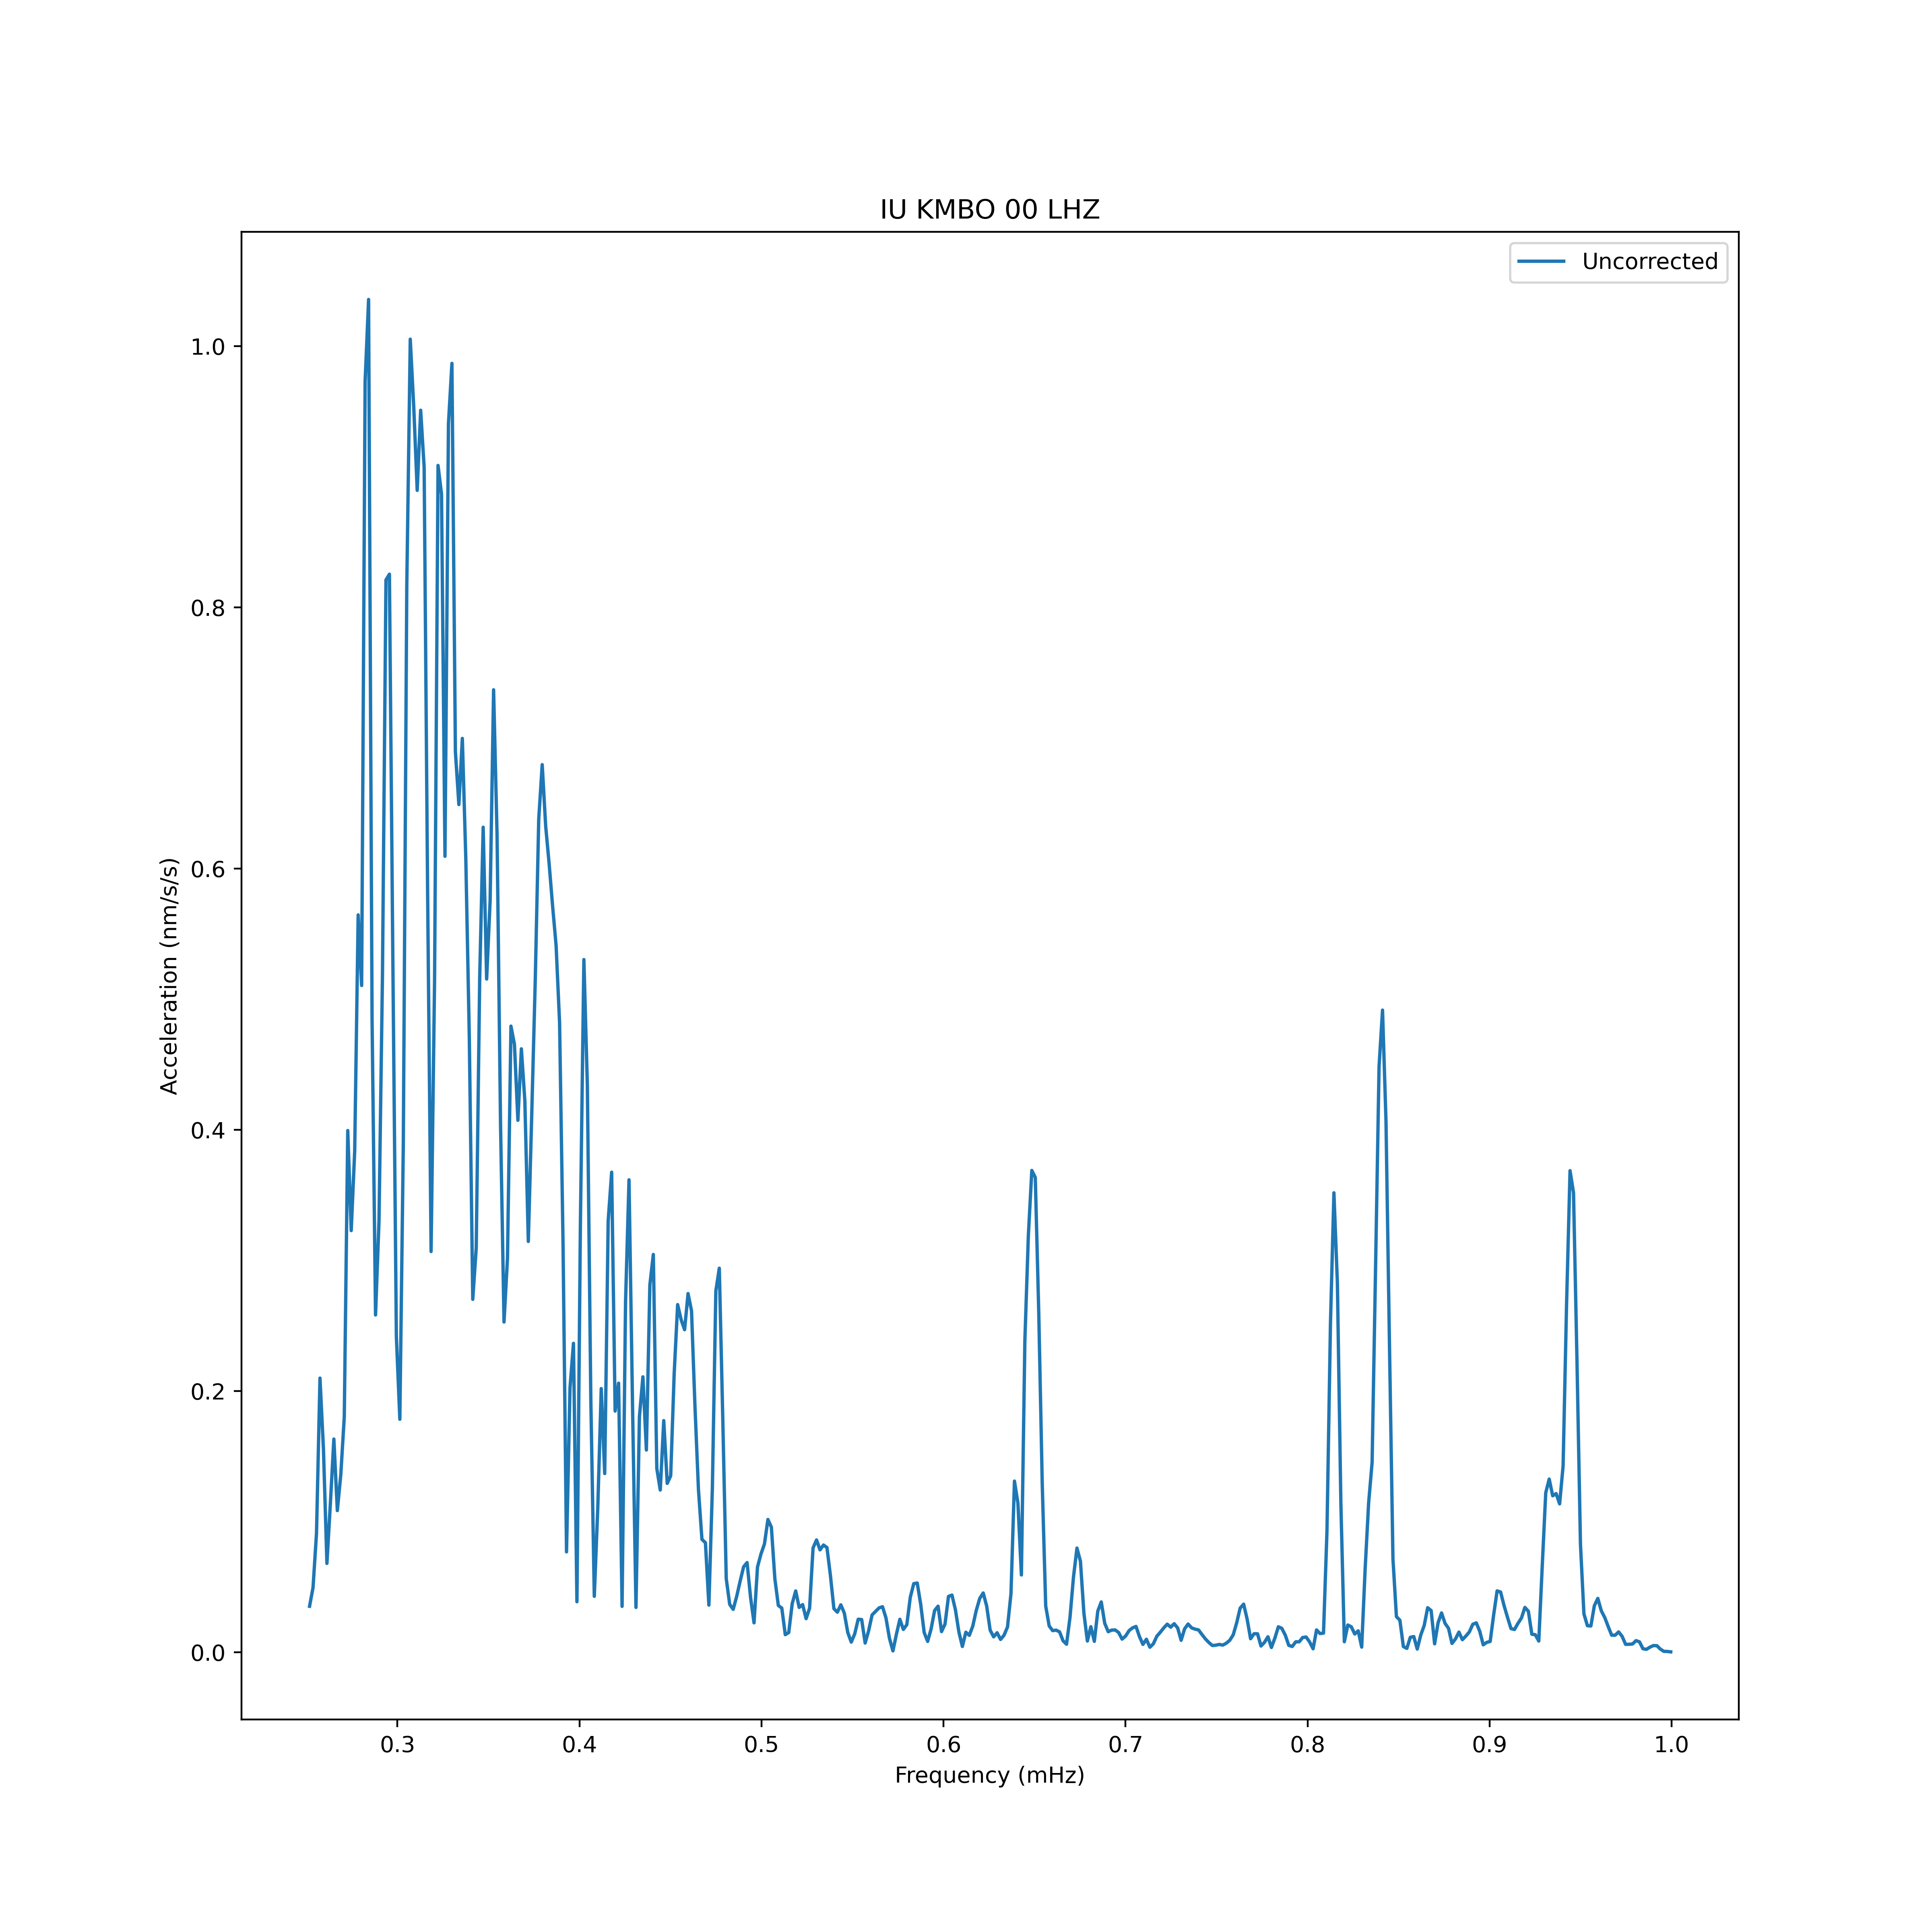 IU KMBO 00 LHZ
Uncorrected
Acceleration (nm/s/s)
1.0
0.8
0.6
0.4
0.2
0.0
0.3 0.4 0.5 0.6 0.7 0.8 0.9 1.0
Frequency (mHz)